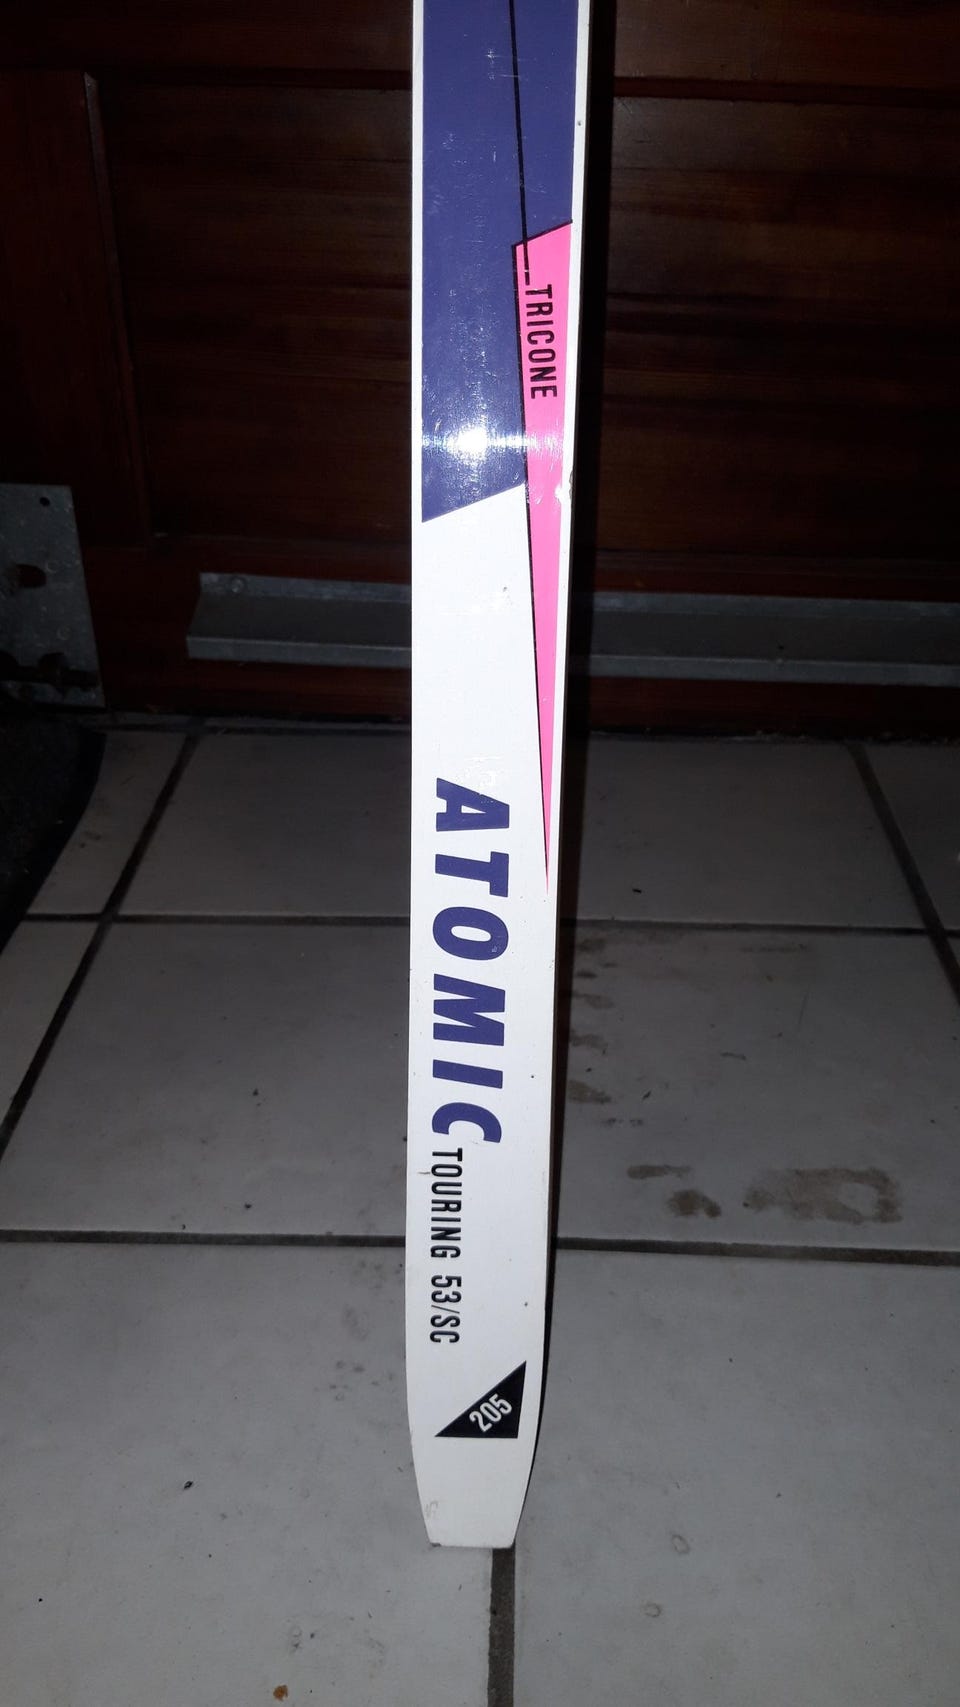 TRICONE
ATOMIC
TOURING 53/SC
205